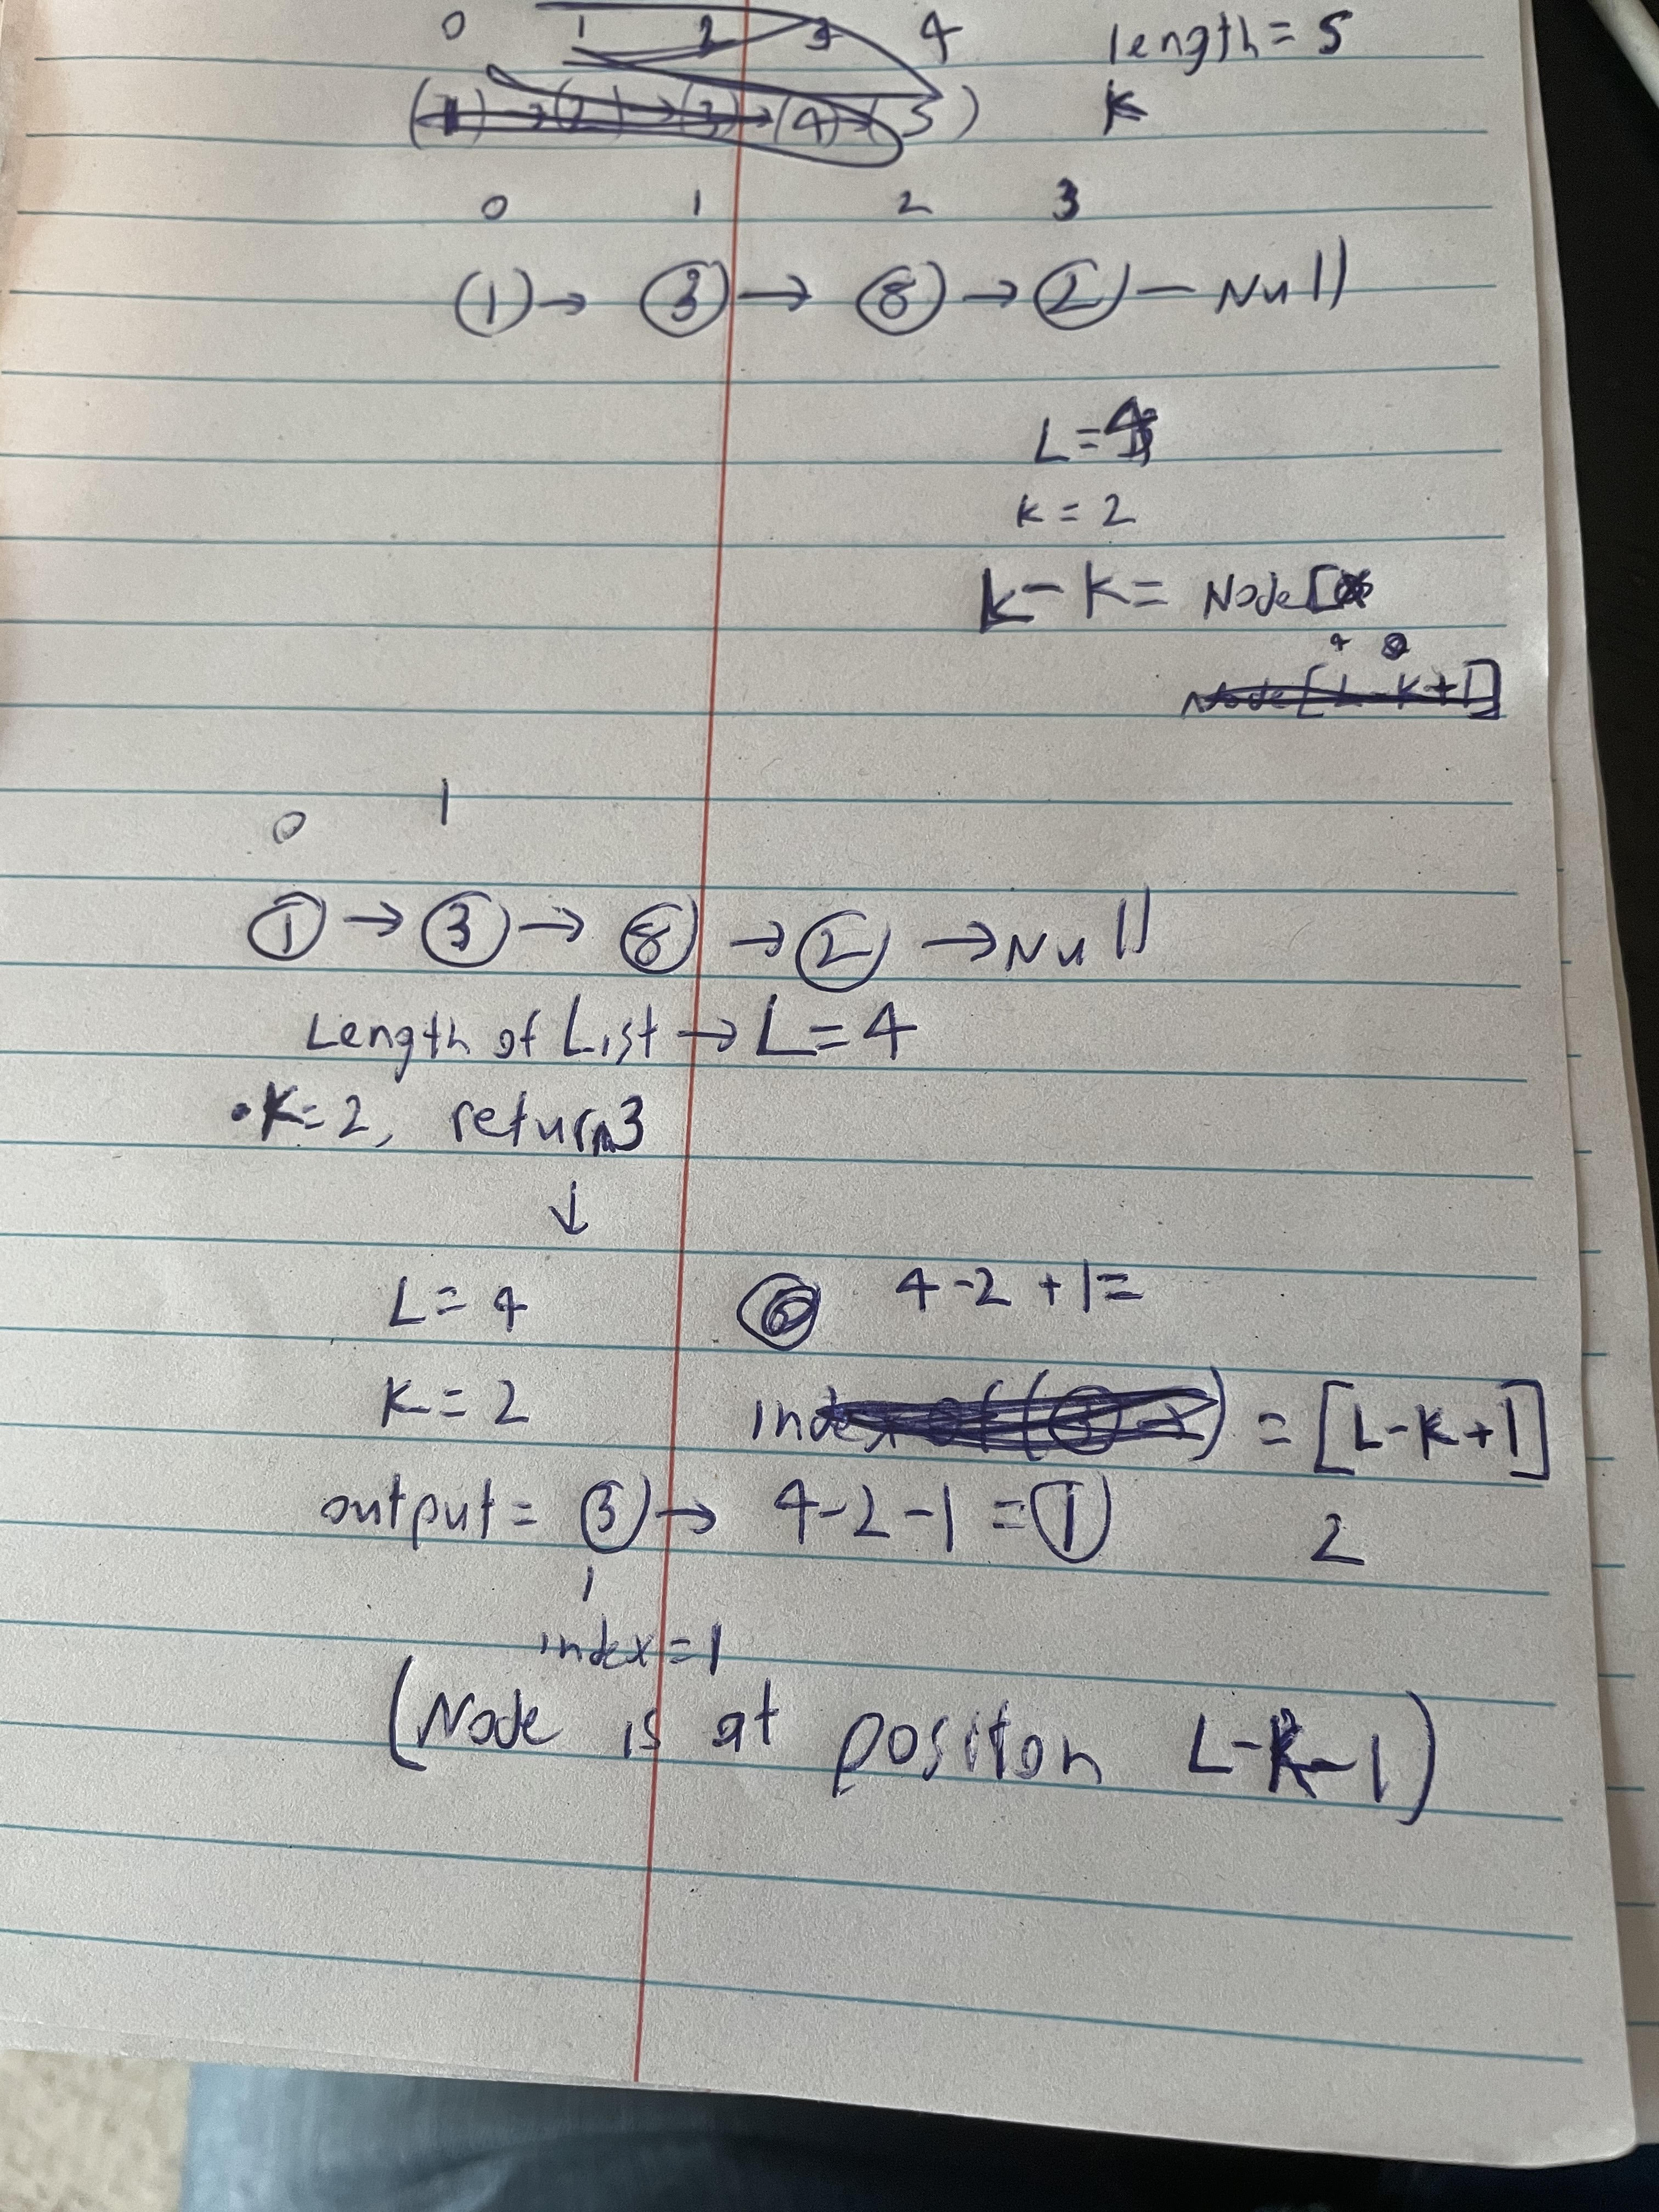 0 1 2 3 4 length = 5
(1) → (2) → (3) → (4) → (5) K
0 1 2 3
(1) → (3) → (8) → (2) – Null
L = 4
K = 2
L - K = Node[
4 2
Node[L-K+1]
0 1
(1) → (3) → (8) → (2) → Null
Length of List → L = 4
• K = 2, return 3
↓
L = 4 4-2+1=
K = 2 index of (3) = [L-K+1]
output = (3) → 4-2-1 = (1) 2
1
index = 1
(Node is at positon L-K-1)